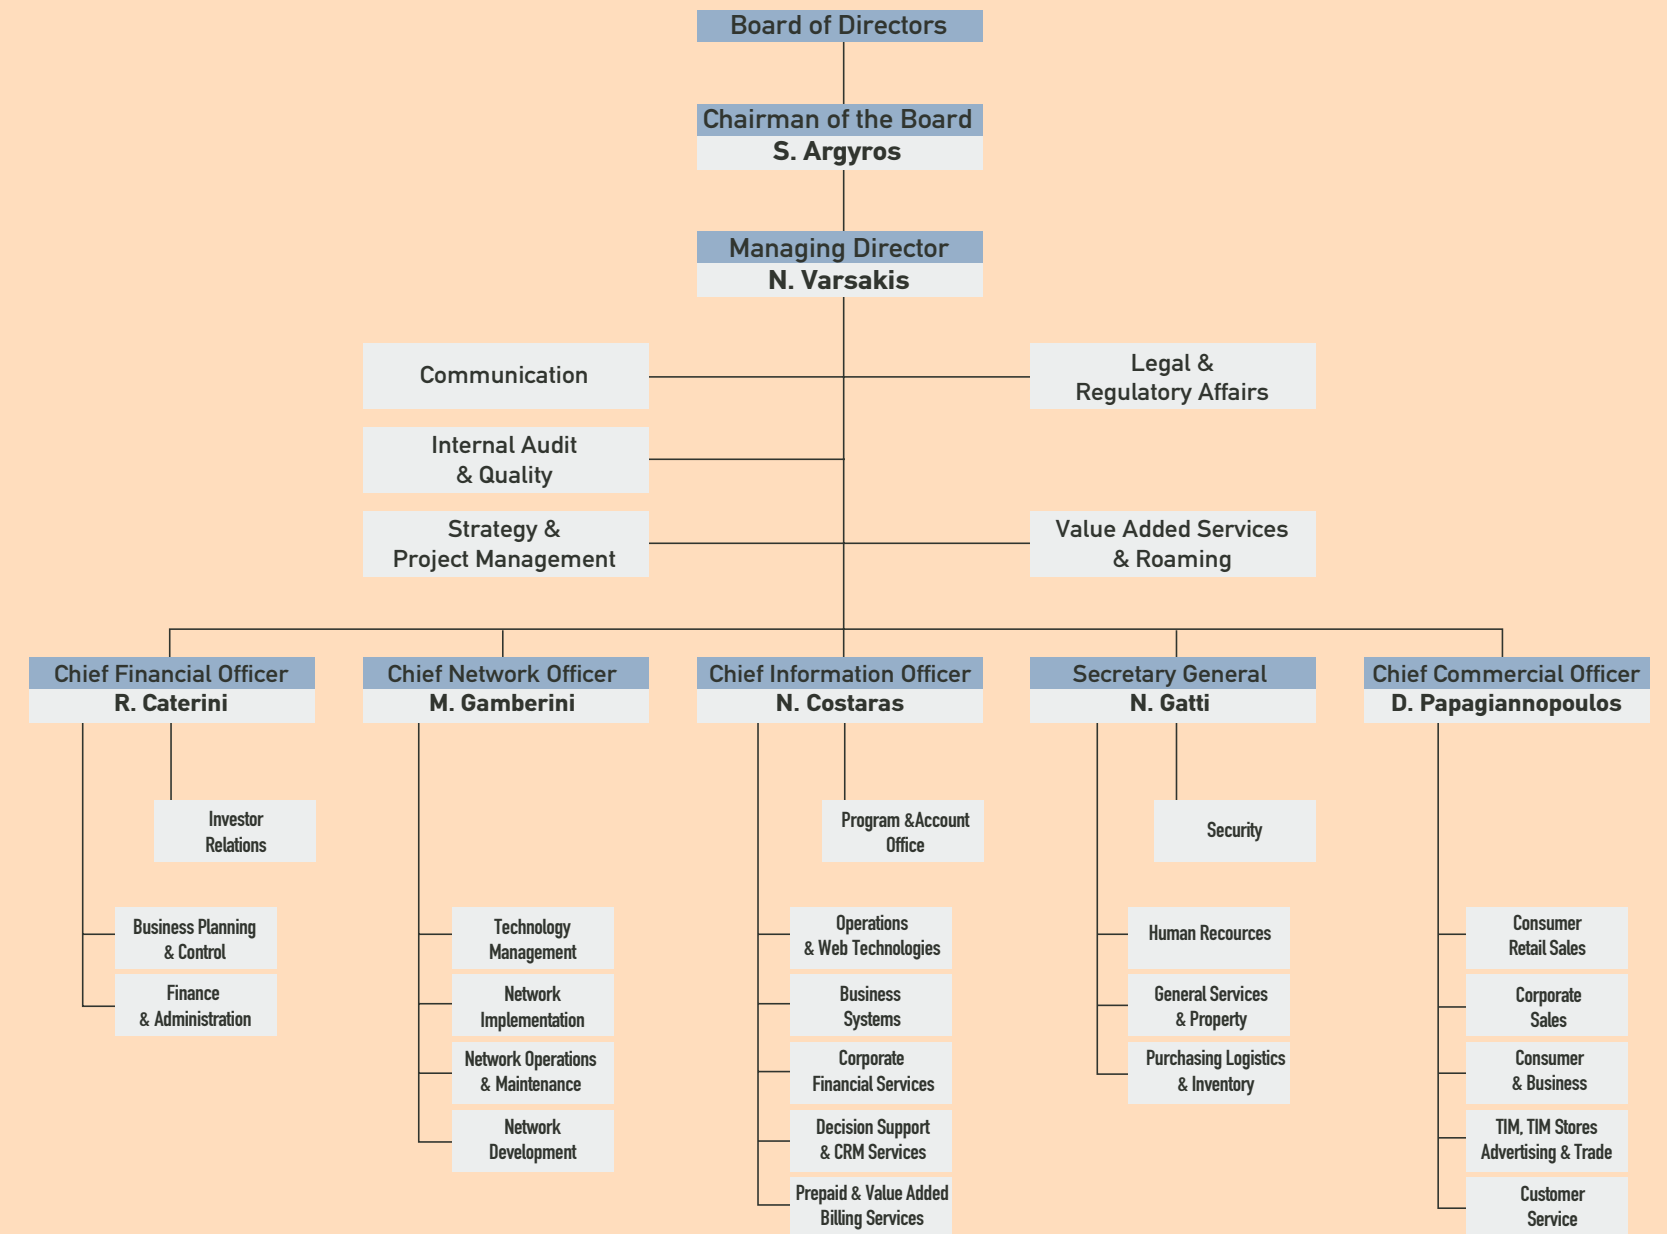 Board of Directors
Chairman of the Board
S. Argyros
Managing Director
N. Varsakis
Communication
Legal &
Regulatory Affairs
Internal Audit
& Quality
Strategy &
Project Management
Value Added Services
& Roaming
Chief Financial Officer
R. Caterini
Chief Network Officer
M. Gamberini
Chief Information Officer
N. Costaras
Secretary General
N. Gatti
Chief Commercial Officer
D. Papagiannopoulos
Investor
Relations
Business Planning
& Control
Finance
& Administration
Technology
Management
Network
Implementation
Network Operations
& Maintenance
Network
Development
Program &Account
Office
Operations
& Web Technologies
Business
Systems
Corporate
Financial Services
Decision Support
& CRM Services
Prepaid & Value Added
Billing Services
Security
Human Recources
General Services
& Property
Purchasing Logistics
& Inventory
Consumer
Retail Sales
Corporate
Sales
Consumer
& Business
TIM, TIM Stores
Advertising & Trade
Customer
Service